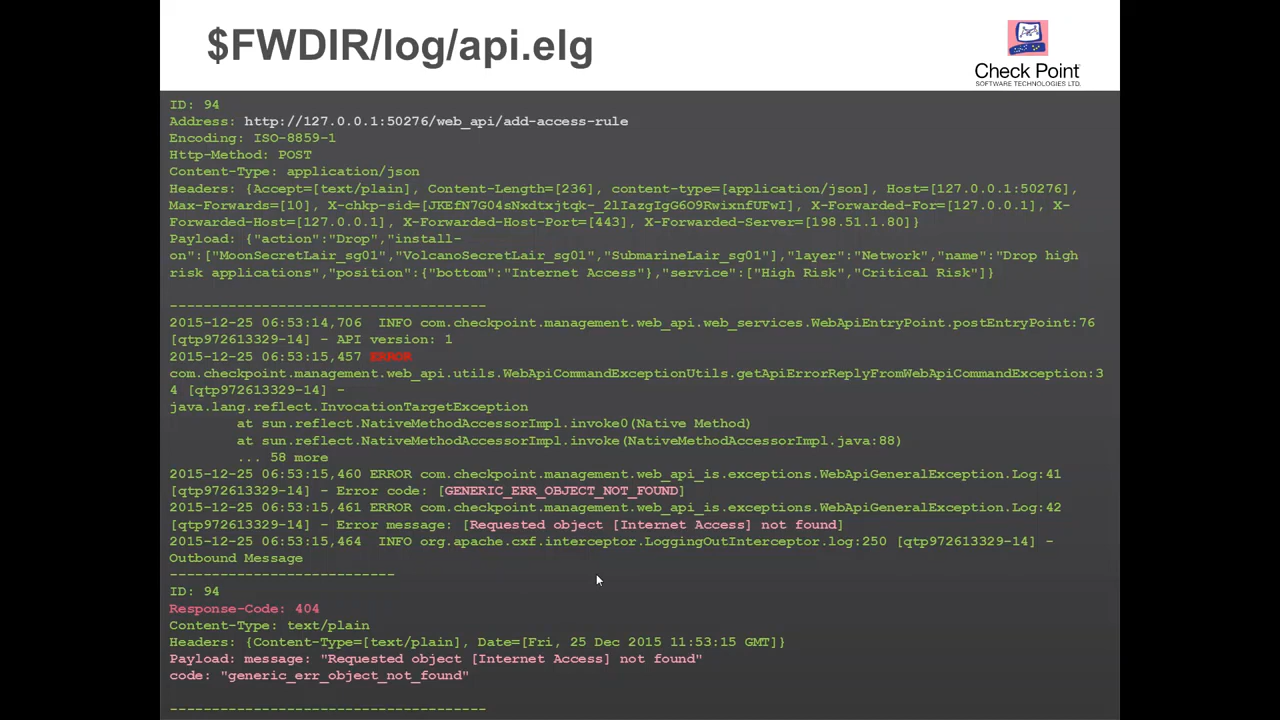 $FWDIR/log/api.elg
Check Point
SOFTWARE TECHNOLOGIES LTD.
ID: 94
Address: http://127.0.0.1:50276/web_api/add-access-rule
Encoding: ISO-8859-1
Http-Method: POST
Content-Type: application/json
Headers: {Accept=[text/plain], Content-Length=[236], content-type=[application/json], Host=[127.0.0.1:50276],
Max-Forwards=[10], X-chkp-sid=[JKEfN7G04sNxdtxjtqk-_2lIazgIgG6O9RwixnfUFwI], X-Forwarded-For=[127.0.0.1], X-
Forwarded-Host=[127.0.0.1], X-Forwarded-Host-Port=[443], X-Forwarded-Server=[198.51.1.80]}
Payload: {"action":"Drop","install-
on":["MoonSecretLair_sg01","VolcanoSecretLair_sg01","SubmarineLair_sg01"],"layer":"Network","name":"Drop high
risk applications","position":{"bottom":"Internet Access"},"service":["High Risk","Critical Risk"]}
--------------------------------------
2015-12-25 06:53:14,706  INFO com.checkpoint.management.web_api.web_services.WebApiEntryPoint.postEntryPoint:76
[qtp972613329-14] - API version: 1
2015-12-25 06:53:15,457 ERROR
com.checkpoint.management.web_api.utils.WebApiCommandExceptionUtils.getApiErrorReplyFromWebApiCommandException:3
4 [qtp972613329-14] -
java.lang.reflect.InvocationTargetException
at sun.reflect.NativeMethodAccessorImpl.invoke0(Native Method)
at sun.reflect.NativeMethodAccessorImpl.invoke(NativeMethodAccessorImpl.java:88)
... 58 more
2015-12-25 06:53:15,460 ERROR com.checkpoint.management.web_api_is.exceptions.WebApiGeneralException.Log:41
[qtp972613329-14] - Error code: [GENERIC_ERR_OBJECT_NOT_FOUND]
2015-12-25 06:53:15,461 ERROR com.checkpoint.management.web_api_is.exceptions.WebApiGeneralException.Log:42
[qtp972613329-14] - Error message: [Requested object [Internet Access] not found]
2015-12-25 06:53:15,464  INFO org.apache.cxf.interceptor.LoggingOutInterceptor.log:250 [qtp972613329-14] -
Outbound Message
---------------------------
ID: 94
Response-Code: 404
Content-Type: text/plain
Headers: {Content-Type=[text/plain], Date=[Fri, 25 Dec 2015 11:53:15 GMT]}
Payload: message: "Requested object [Internet Access] not found"
code: "generic_err_object_not_found"
--------------------------------------